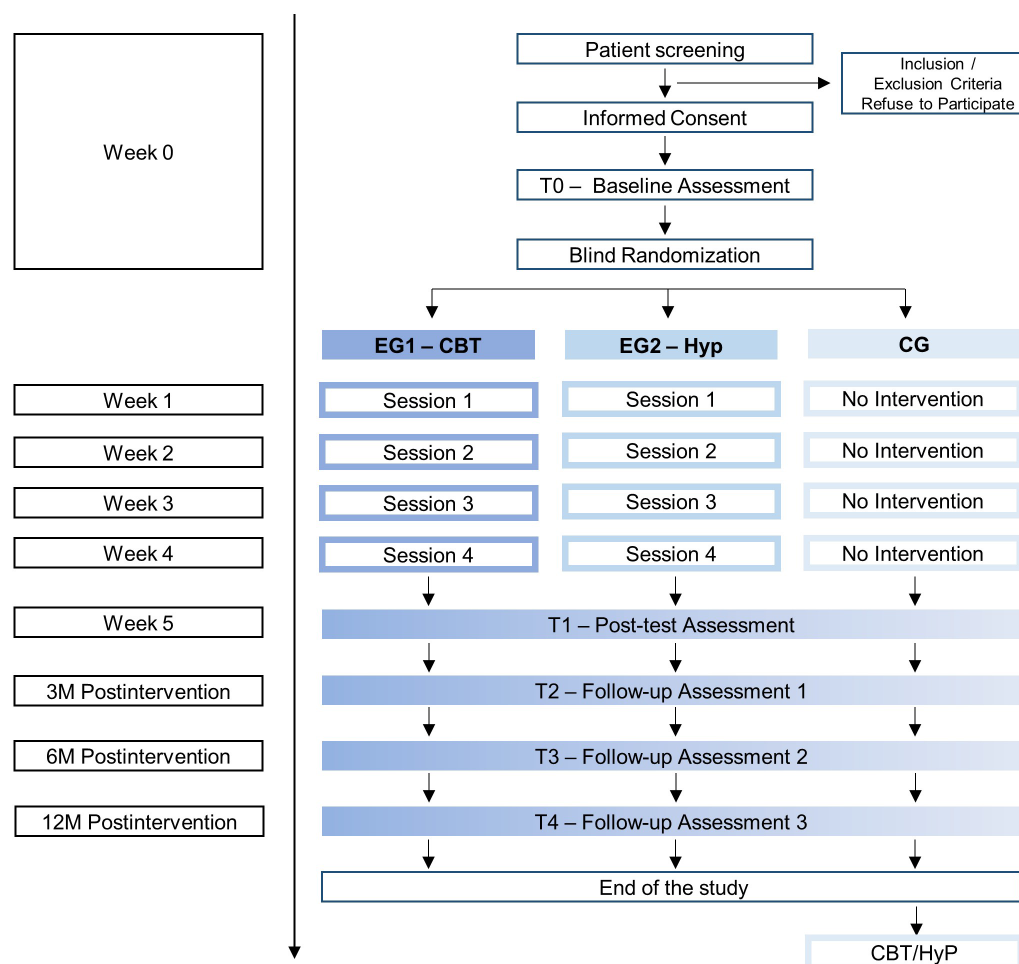 Patient screening
Inclusion /
Exclusion Criteria
Refuse to Participate
Informed Consent
Week 0
T0 –  Baseline Assessment
Blind Randomization
EG1 – CBT
EG2 – Hyp
CG
Week 1
Session 1
Session 1
No Intervention
Week 2
Session 2
Session 2
No Intervention
Week 3
Session 3
Session 3
No Intervention
Week 4
Session 4
Session 4
No Intervention
Week 5
T1 – Post-test Assessment
3M Postintervention
T2 – Follow-up Assessment 1
6M Postintervention
T3 – Follow-up Assessment 2
12M Postintervention
T4 – Follow-up Assessment 3
End of the study
CBT/HyP